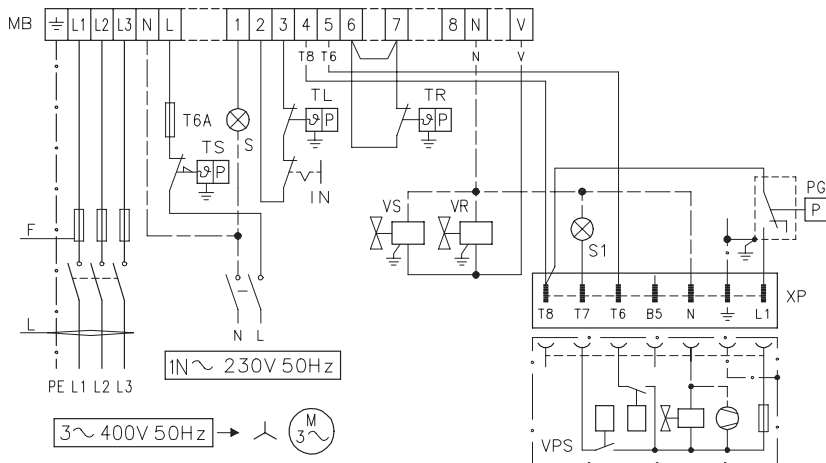 MB ⏚ L1 L2 L3 N L 1 2 3 4 5 6 7 8 N V
T8 T6 N V
T6A S TL ϑ P TR ϑ P
TS ϑ P
IN
PG
P
VS VR
F S1
XP
T8 T7 T6 B5 N ⏚ L1
L
N L
PE L1 L2 L3
1N~ 230V 50Hz
3~ 400V 50Hz M 3~
VPS